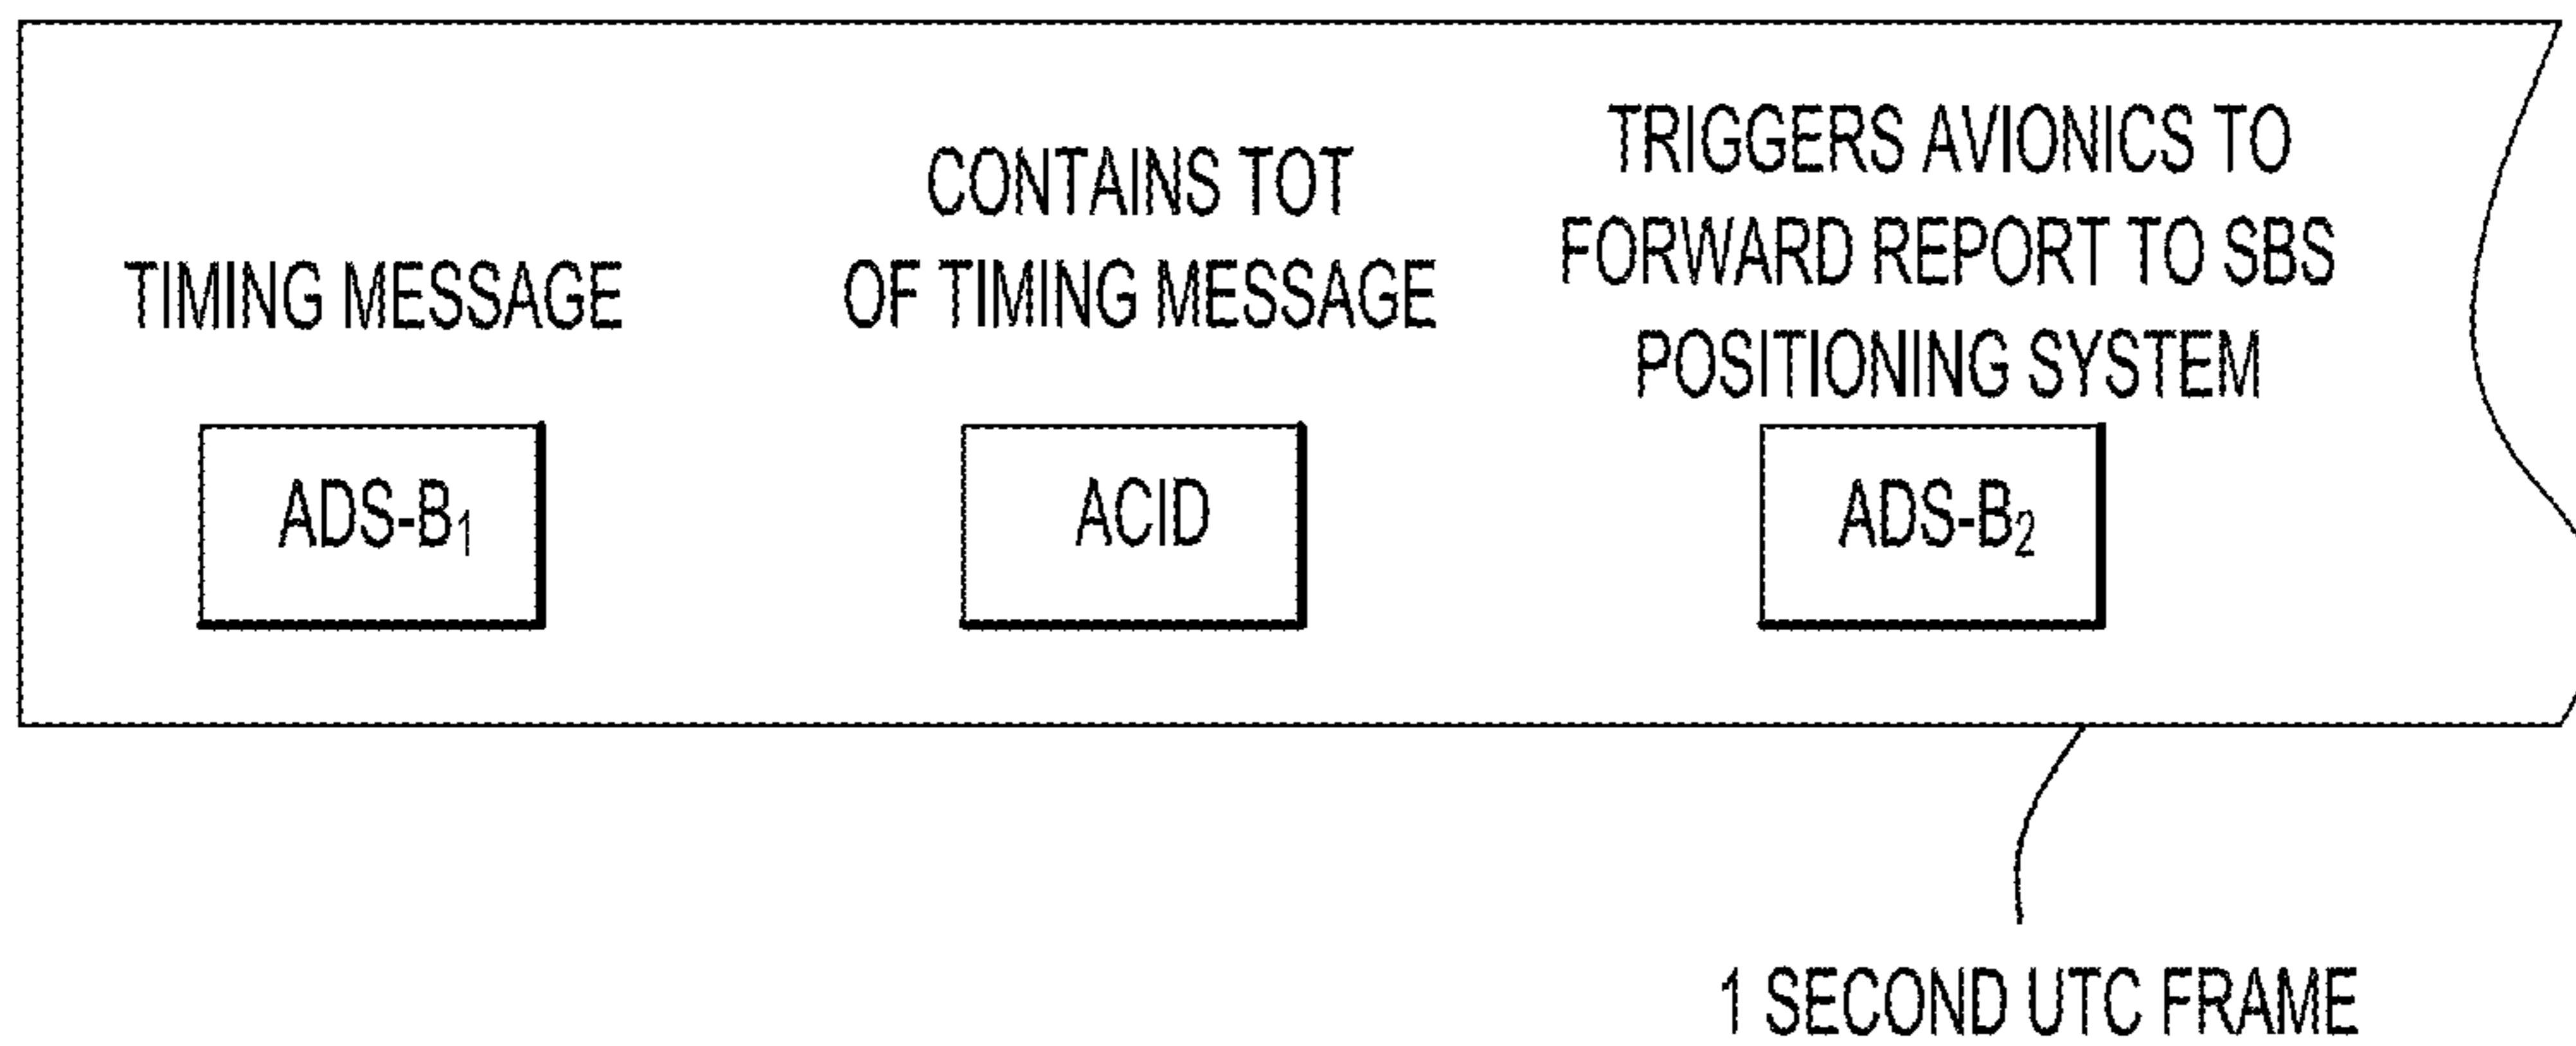 TIMING MESSAGE
CONTAINS TOT
OF TIMING MESSAGE
TRIGGERS AVIONICS TO
FORWARD REPORT TO SBS
POSITIONING SYSTEM
ADS-B₁
ACID
ADS-B₂
1 SECOND UTC FRAME